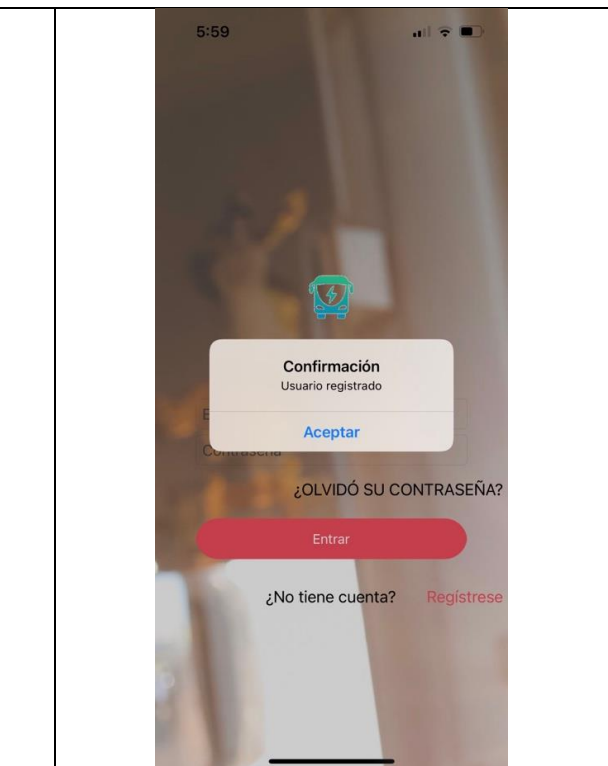 5:59
Confirmación
Usuario registrado
E
Aceptar
Contraseña
¿OLVIDÓ SU CONTRASEÑA?
Entrar
¿No tiene cuenta? Regístrese